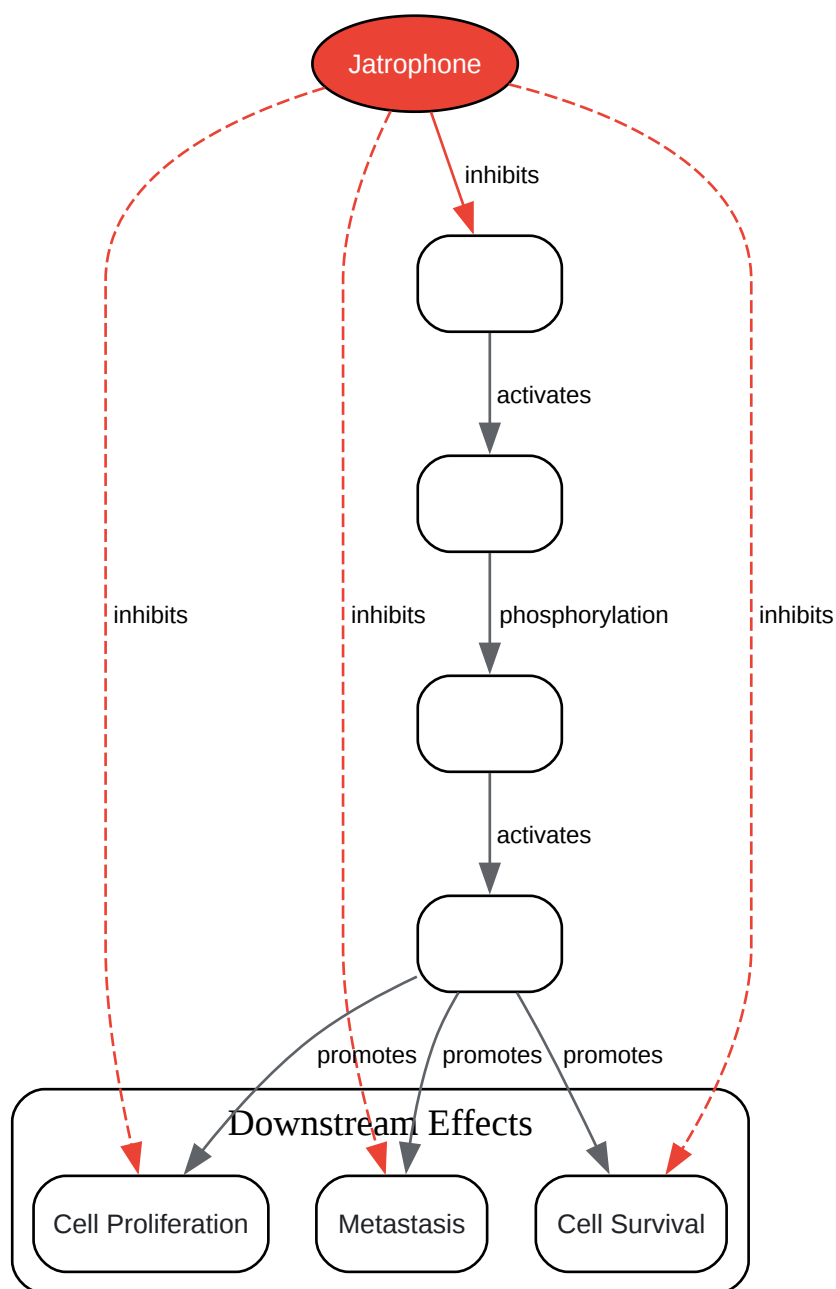 Jatrophone
inhibits
activates
inhibits
inhibits
phosphorylation
inhibits
activates
promotes
promotes
promotes
Downstream Effects
Cell Proliferation
Metastasis
Cell Survival